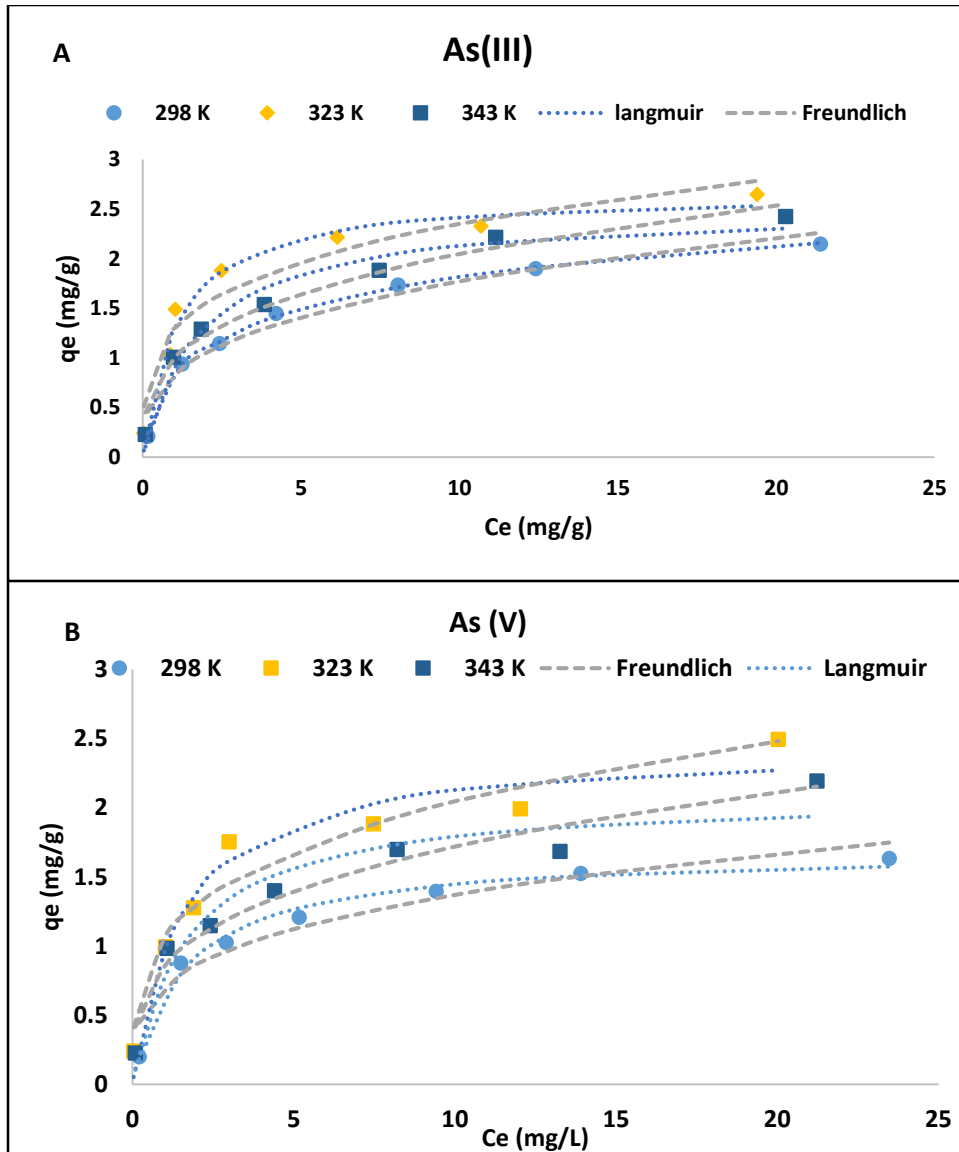 A
As(III)
298 K 323 K 343 K langmuir Freundlich
3
2.5
2
1.5
1
0.5
0
qe (mg/g)
0 5 10 15 20 25
Ce (mg/g)
B
As (V)
298 K 323 K 343 K Freundlich Langmuir
3
2.5
2
1.5
1
0.5
0
qe (mg/g)
0 5 10 15 20 25
Ce (mg/L)